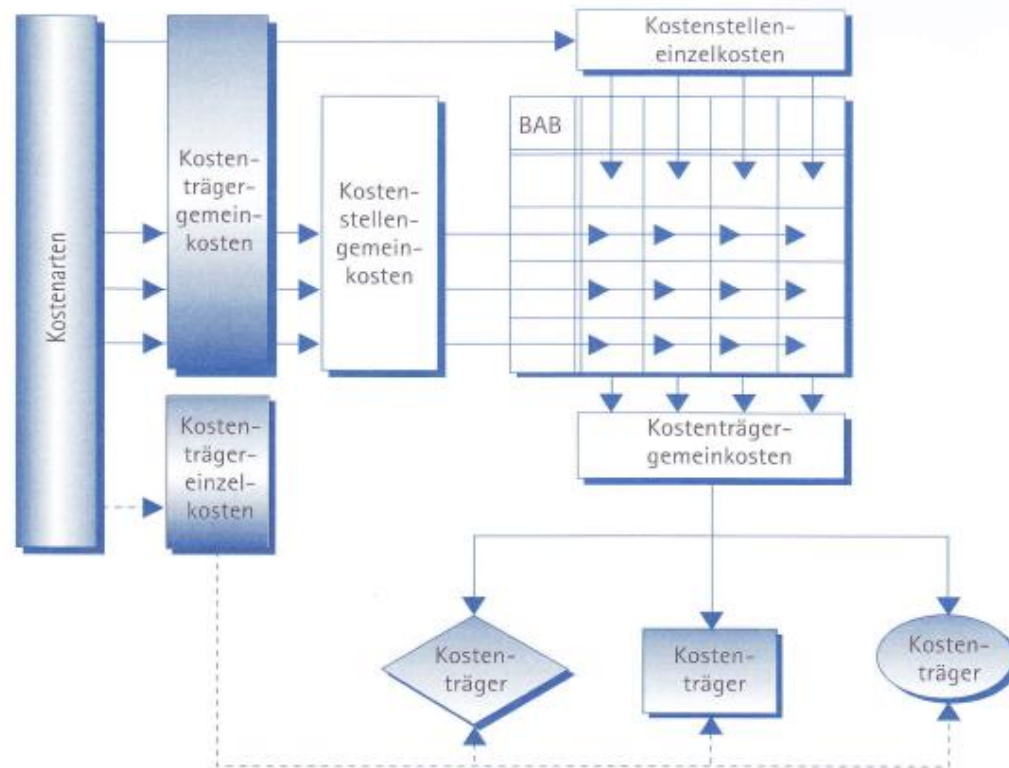 Kostenarten
Kosten-
träger-
gemein-
kosten
Kosten-
stellen-
gemein-
kosten
Kostenstellen-
einzelkosten
BAB
Kosten-
träger-
einzel-
kosten
Kostenträger-
gemeinkosten
Kosten-
träger
Kosten-
träger
Kosten-
träger